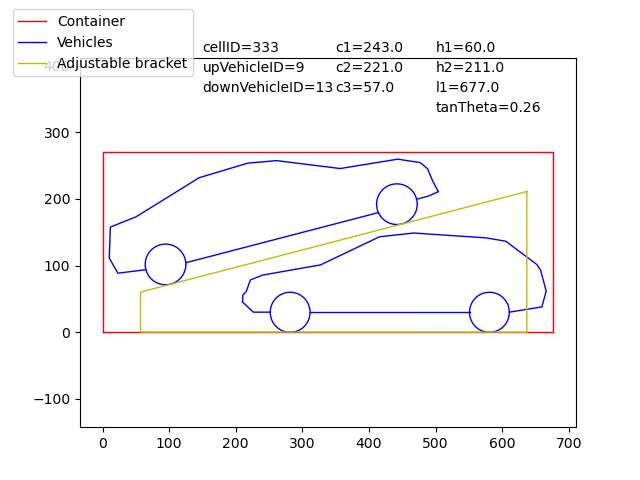 Container
Vehicles
Adjustable bracket
cellID=333 c1=243.0 h1=60.0
upVehicleID=9 c2=221.0 h2=211.0
downVehicleID=13 c3=57.0 l1=677.0
tanTheta=0.26
400
300
200
100
0
−100
0 100 200 300 400 500 600 700